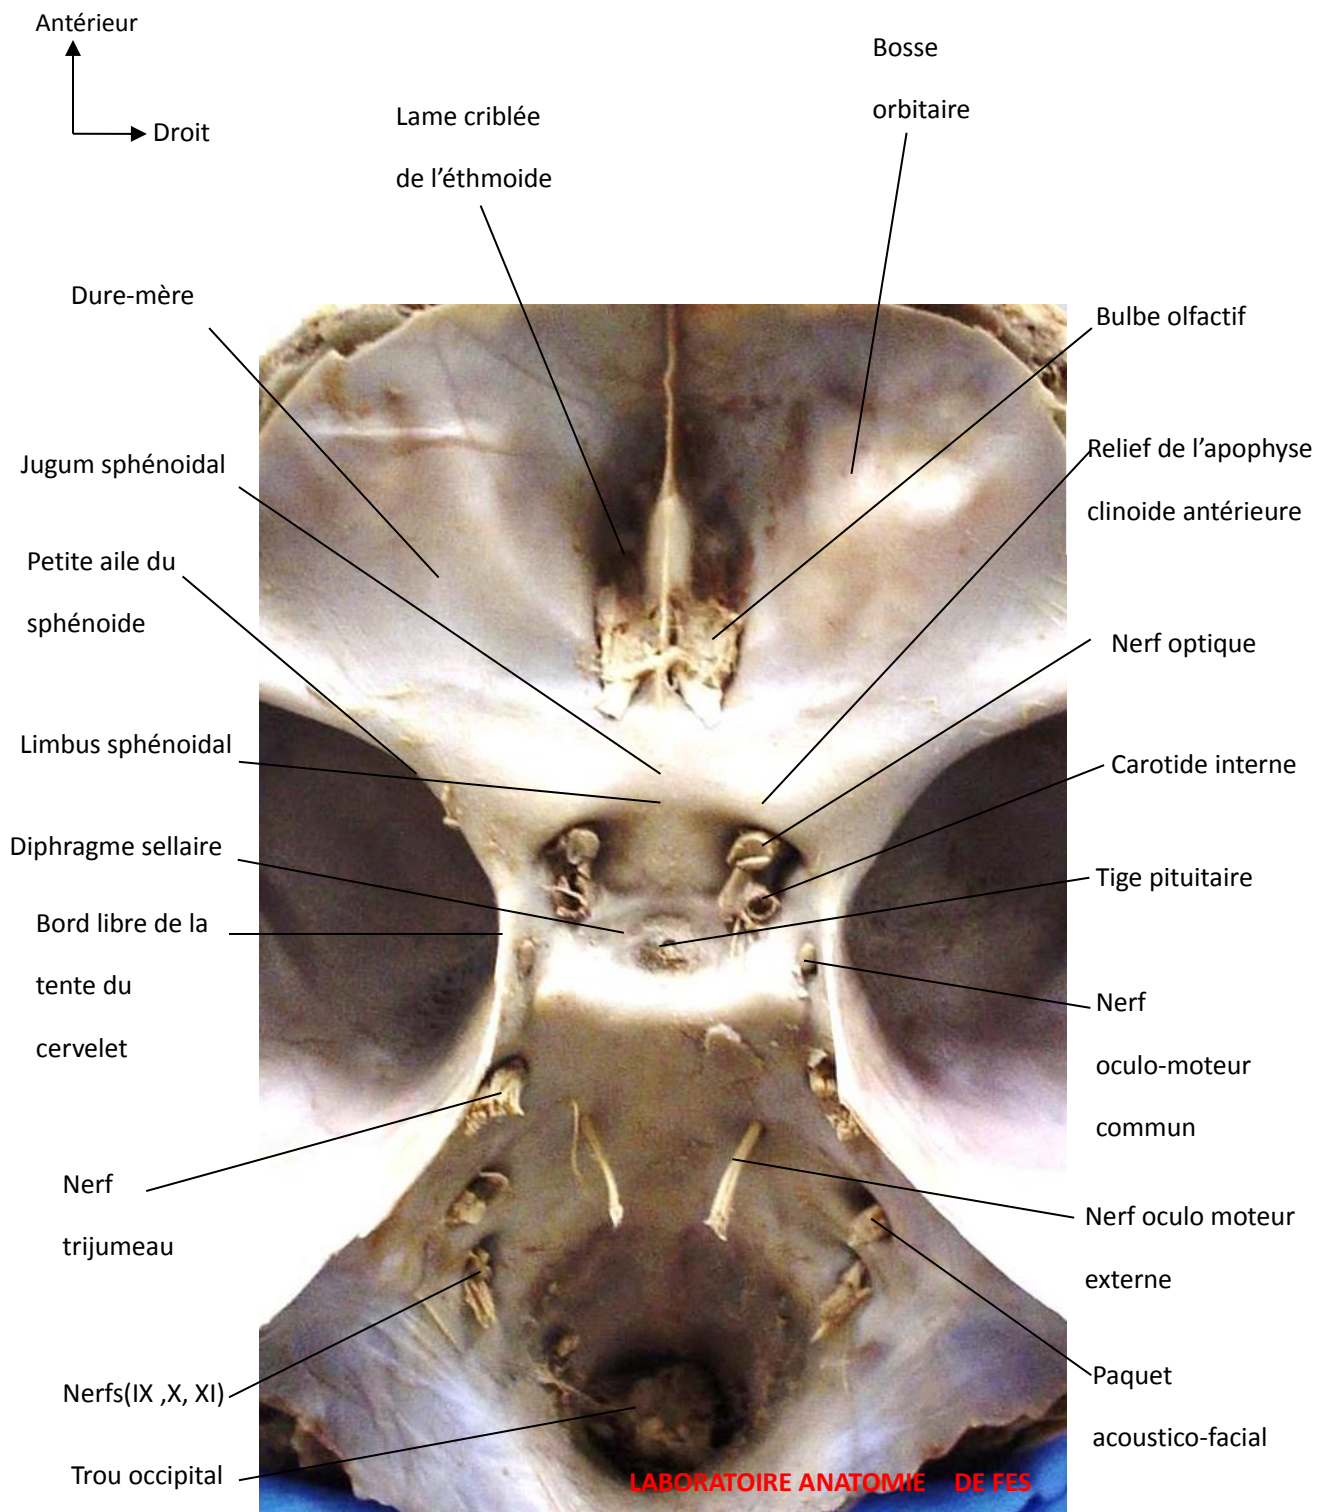 Antérieur
Droit
Bosse
orbitaire
Lame criblée
de l'éthmoide
Dure-mère
Bulbe olfactif
Jugum sphénoidal
Relief de l'apophyse
clinoide antérieure
Petite aile du
sphénoide
Nerf optique
Limbus sphénoidal
Carotide interne
Diphragme sellaire
Tige pituitaire
Bord libre de la
tente du
cervelet
Nerf
oculo-moteur
commun
Nerf
trijumeau
Nerf oculo moteur
externe
Nerfs(IX ,X, XI)
Paquet
acoustico-facial
Trou occipital
LABORATOIRE ANATOMIE DE FES